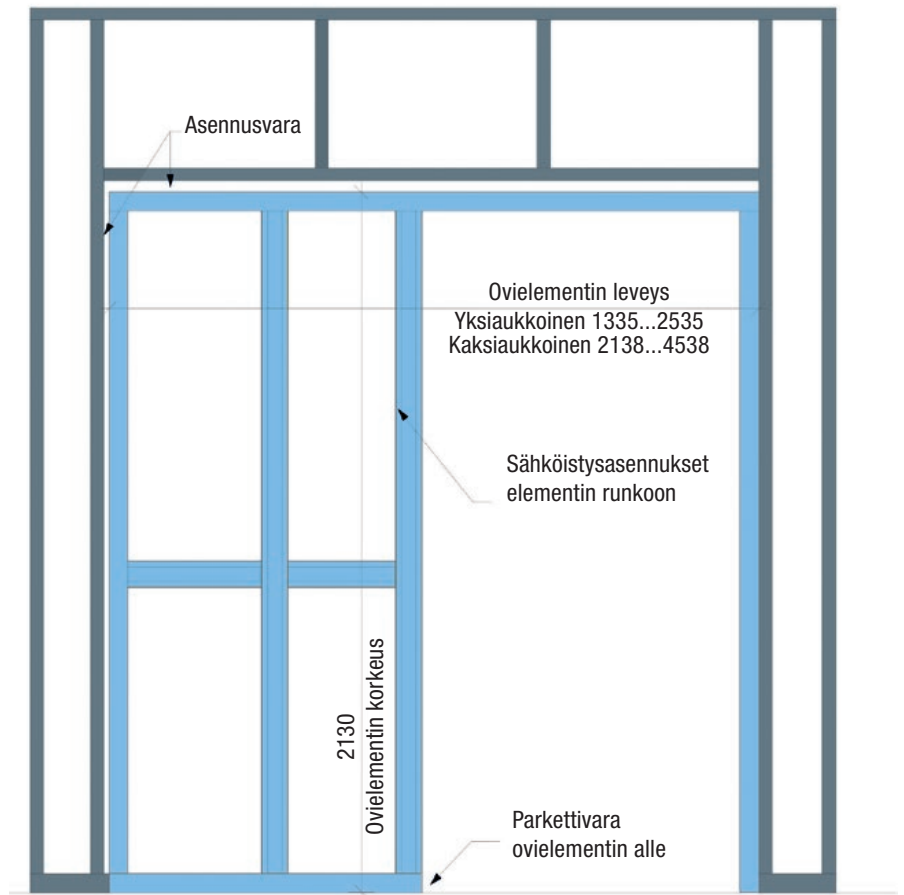 Asennusvara
Ovielementin leveys
Yksiaukkoinen 1335...2535
Kaksiaukkoinen 2138...4538
Sähköistysasennukset
elementin runkoon
2130
Ovielementin korkeus
Parkettivara
ovielementin alle